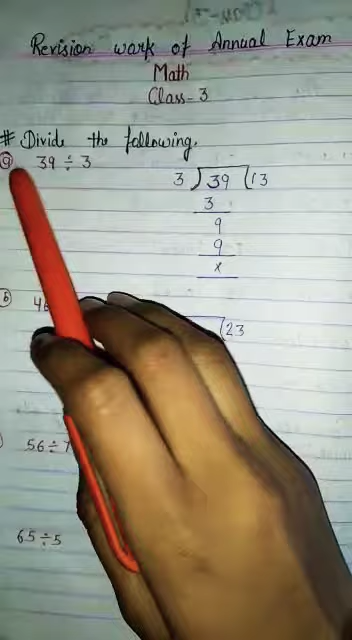 Revision work of Annual Exam
Math
Class-3
# Divide the following.
(a) 39 ÷ 3
3 ) 39 ( 13
3
9
9
x
(b) 46
( 23
56 ÷ 7
65 ÷ 5